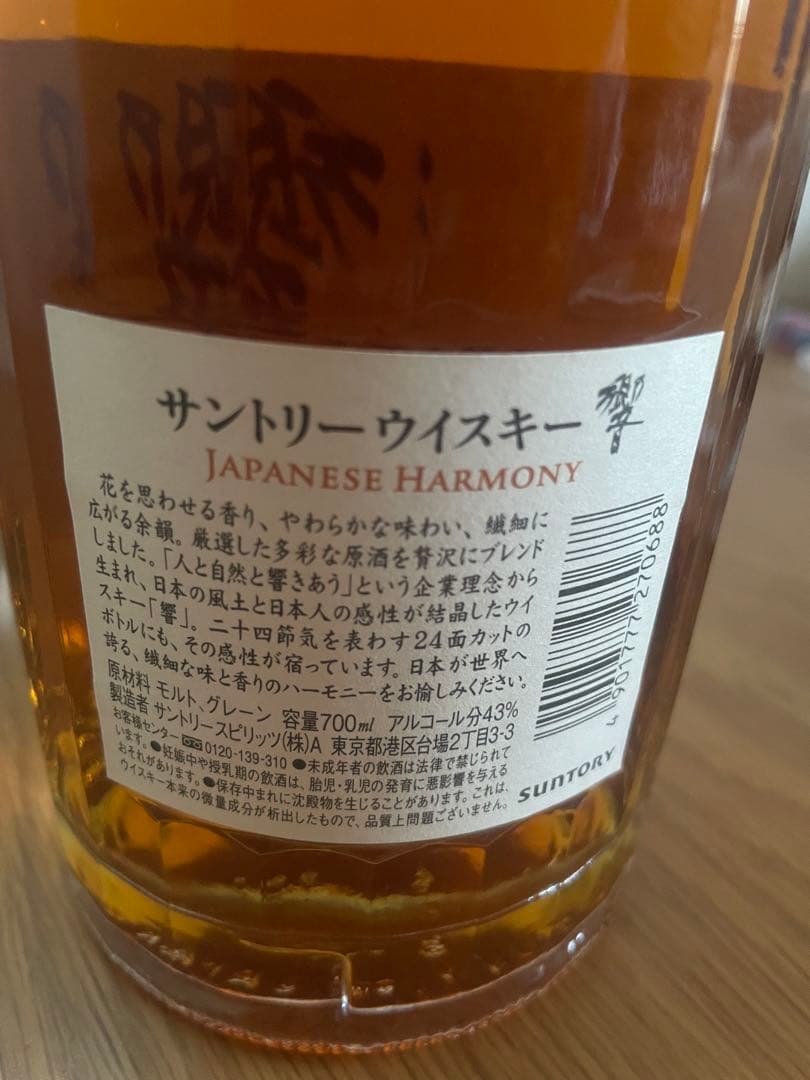 サントリーウイスキー 響
JAPANESE HARMONY
花を思わせる香り、やわらかな味わい、繊細に
広がる余韻。厳選した多彩な原酒を贅沢にブレンド
しました。「人と自然と響きあう」という企業理念から
生まれ、日本の風土と日本人の感性が結晶したウイ
スキー「響」。二十四節気を表わす24面カットの
ボトルにも、その感性が宿っています。日本が世界へ
誇る、繊細な味と香りのハーモニーをお愉しみください。
原材料 モルト、グレーン 容量700ml アルコール分43%
製造者 サントリースピリッツ(株)A 東京都港区台場2丁目3-3
お客様センター 0120-139-310 ●未成年者の飲酒は法律で禁じられて
います。●妊娠中や授乳期の飲酒は、胎児・乳児の発育に悪影響を与える
おそれがあります。●保存中まれに沈殿物を生じることがあります。これは、
ウイスキー本来の微量成分が析出したもので、品質上問題ございません。
4 901777 270688
SUNTORY